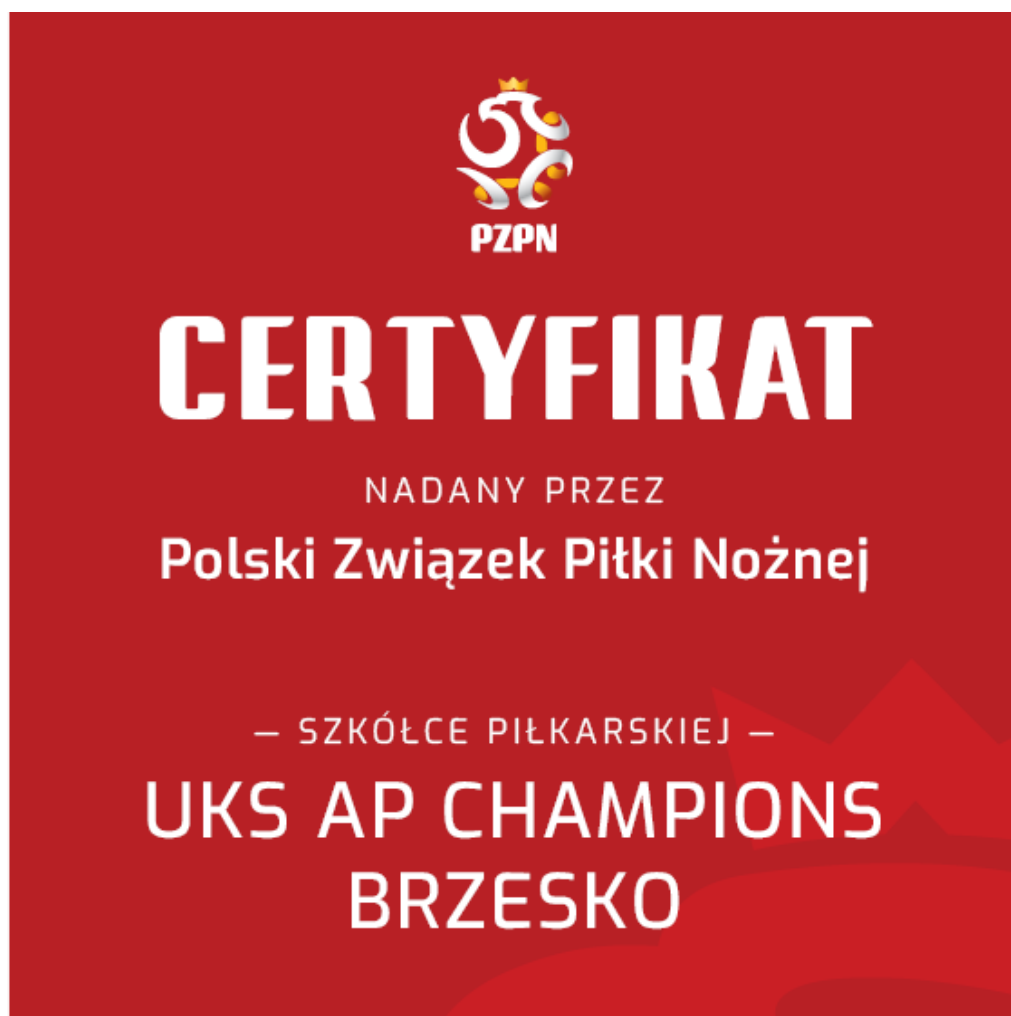 PZPN
CERTYFIKAT
NADANY PRZEZ
Polski Związek Piłki Nożnej
– SZKÓŁCE PIŁKARSKIEJ –
UKS AP CHAMPIONS
BRZESKO